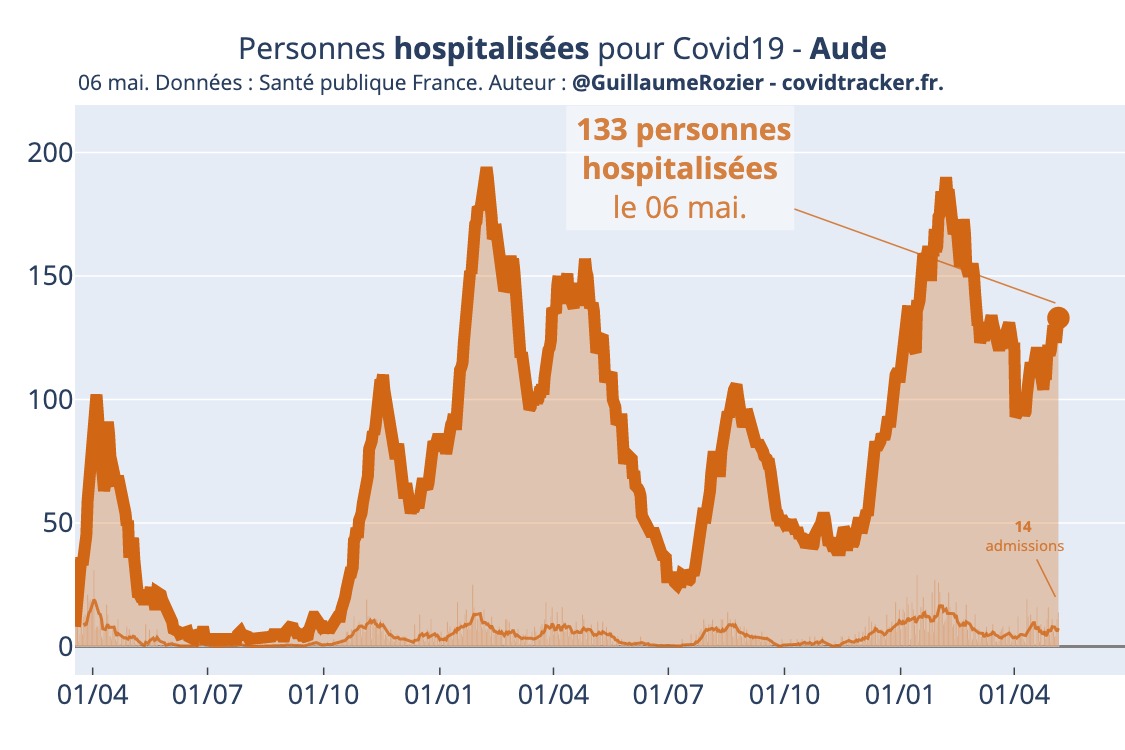 Personnes hospitalisées pour Covid19 - Aude
06 mai. Données : Santé publique France. Auteur : @GuillaumeRozier - covidtracker.fr.
133 personnes
hospitalisées
le 06 mai.
200
150
100
50
0
14
admissions
01/04
01/07
01/10
01/01
01/04
01/07
01/10
01/01
01/04